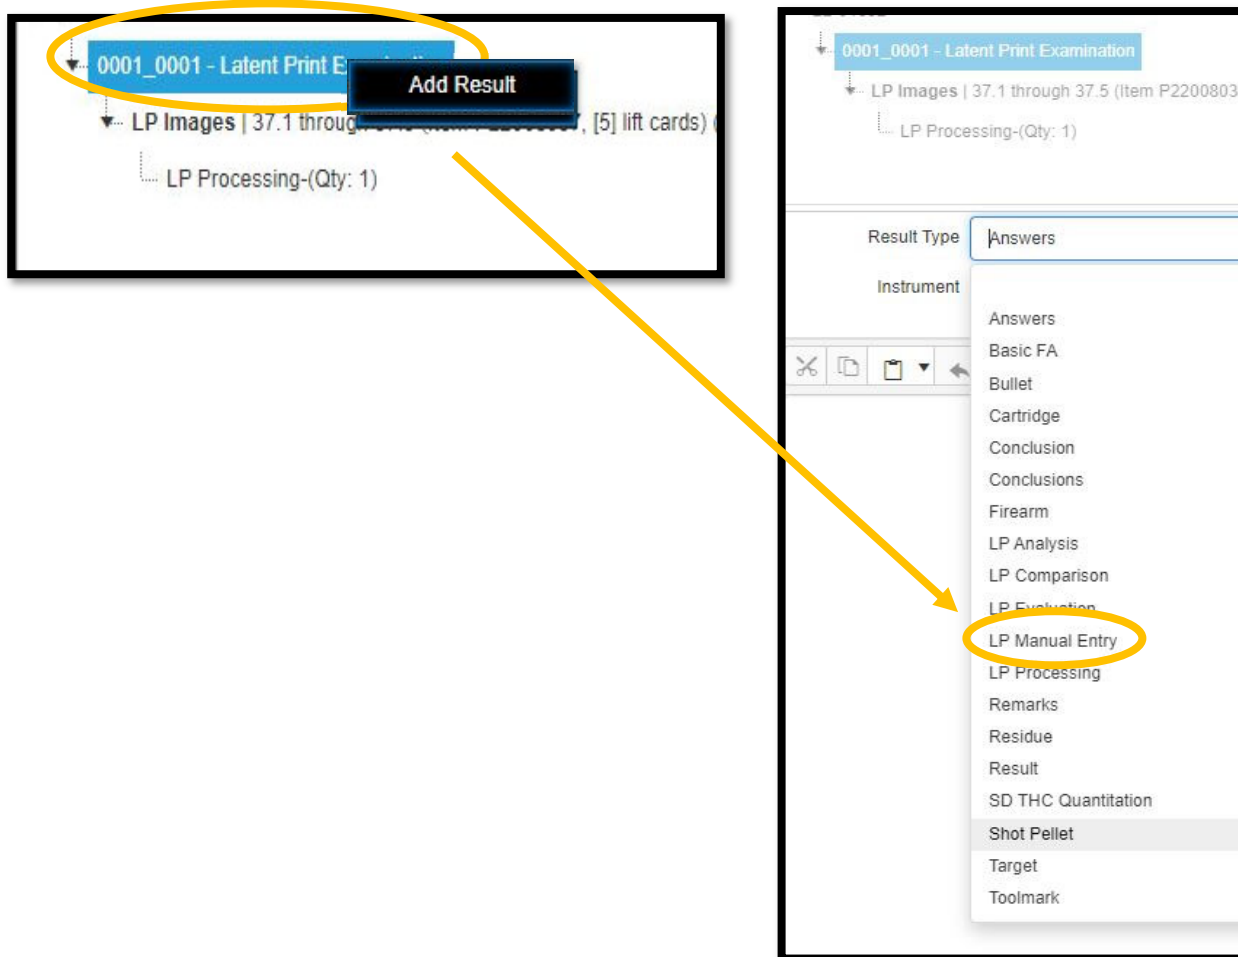 0001_0001 - Latent Print E
Add Result
LP Images | 37.1 through , [5] lift cards) (
LP Processing-(Qty: 1)
0001_0001 - Latent Print Examination
LP Images | 37.1 through 37.5 (Item P2200803
LP Processing-(Qty: 1)
Result Type Answers
Instrument
Answers
Basic FA
Bullet
Cartridge
Conclusion
Conclusions
Firearm
LP Analysis
LP Comparison
LP Evaluation
LP Manual Entry
LP Processing
Remarks
Residue
Result
SD THC Quantitation
Shot Pellet
Target
Toolmark